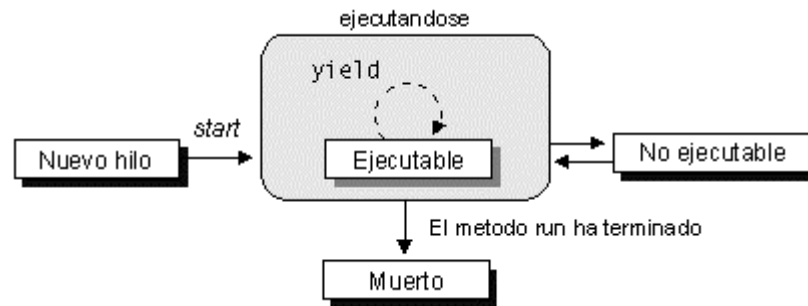 ejecutandose
yield
start
Nuevo hilo
Ejecutable
No ejecutable
El metodo run ha terminado
Muerto